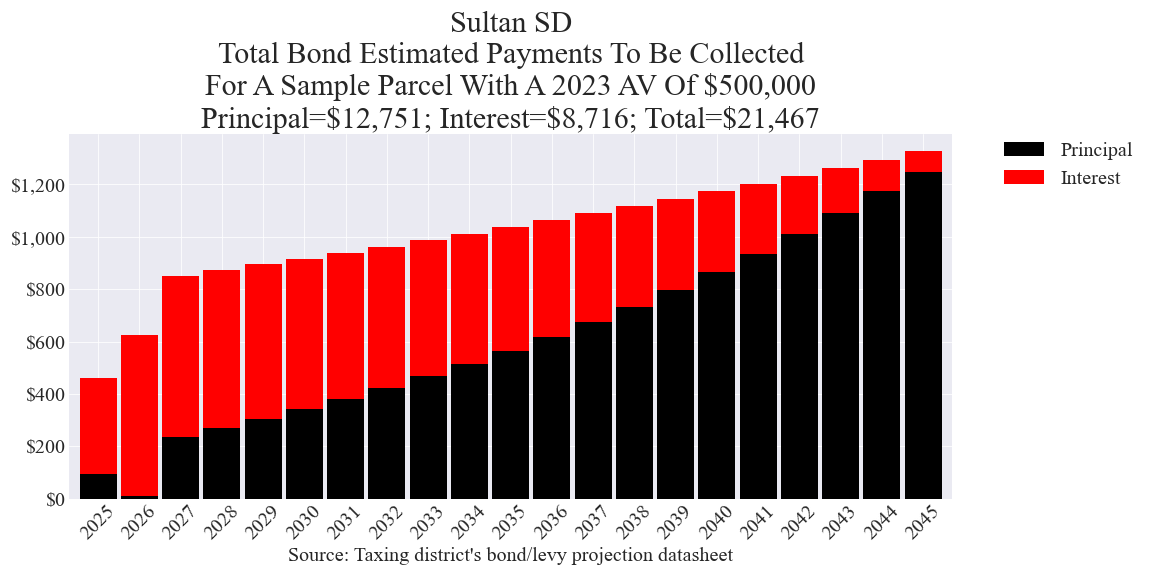 Sultan SD
Total Bond Estimated Payments To Be Collected
For A Sample Parcel With A 2023 AV Of $500,000
Principal=$12,751; Interest=$8,716; Total=$21,467
Principal
Interest
$1,200
$1,000
$800
$600
$400
$200
$0
2025 2026 2027 2028 2029 2030 2031 2032 2033 2034 2035 2036 2037 2038 2039 2040 2041 2042 2043 2044 2045
Source: Taxing district's bond/levy projection datasheet